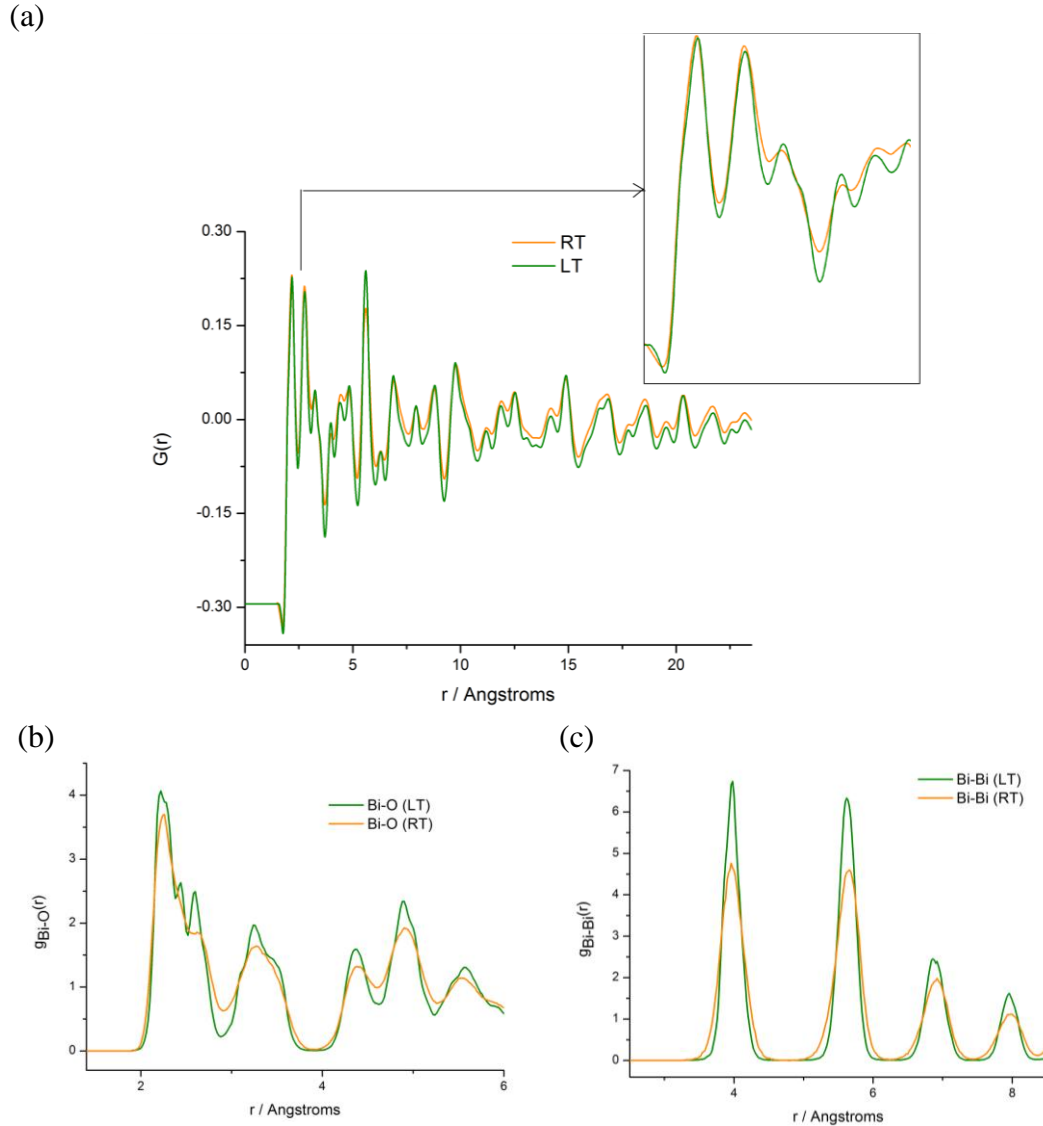 (a)
RT
LT
0.30
0.15
0.00
-0.15
-0.30
G(r)
0
5
10
15
20
r / Angstroms
(b)
Bi-O (LT)
Bi-O (RT)
4
3
2
1
0
gBi-O(r)
2
4
6
r / Angstroms
(c)
Bi-Bi (LT)
Bi-Bi (RT)
7
6
5
4
3
2
1
0
gBi-Bi(r)
4
6
8
r / Angstroms